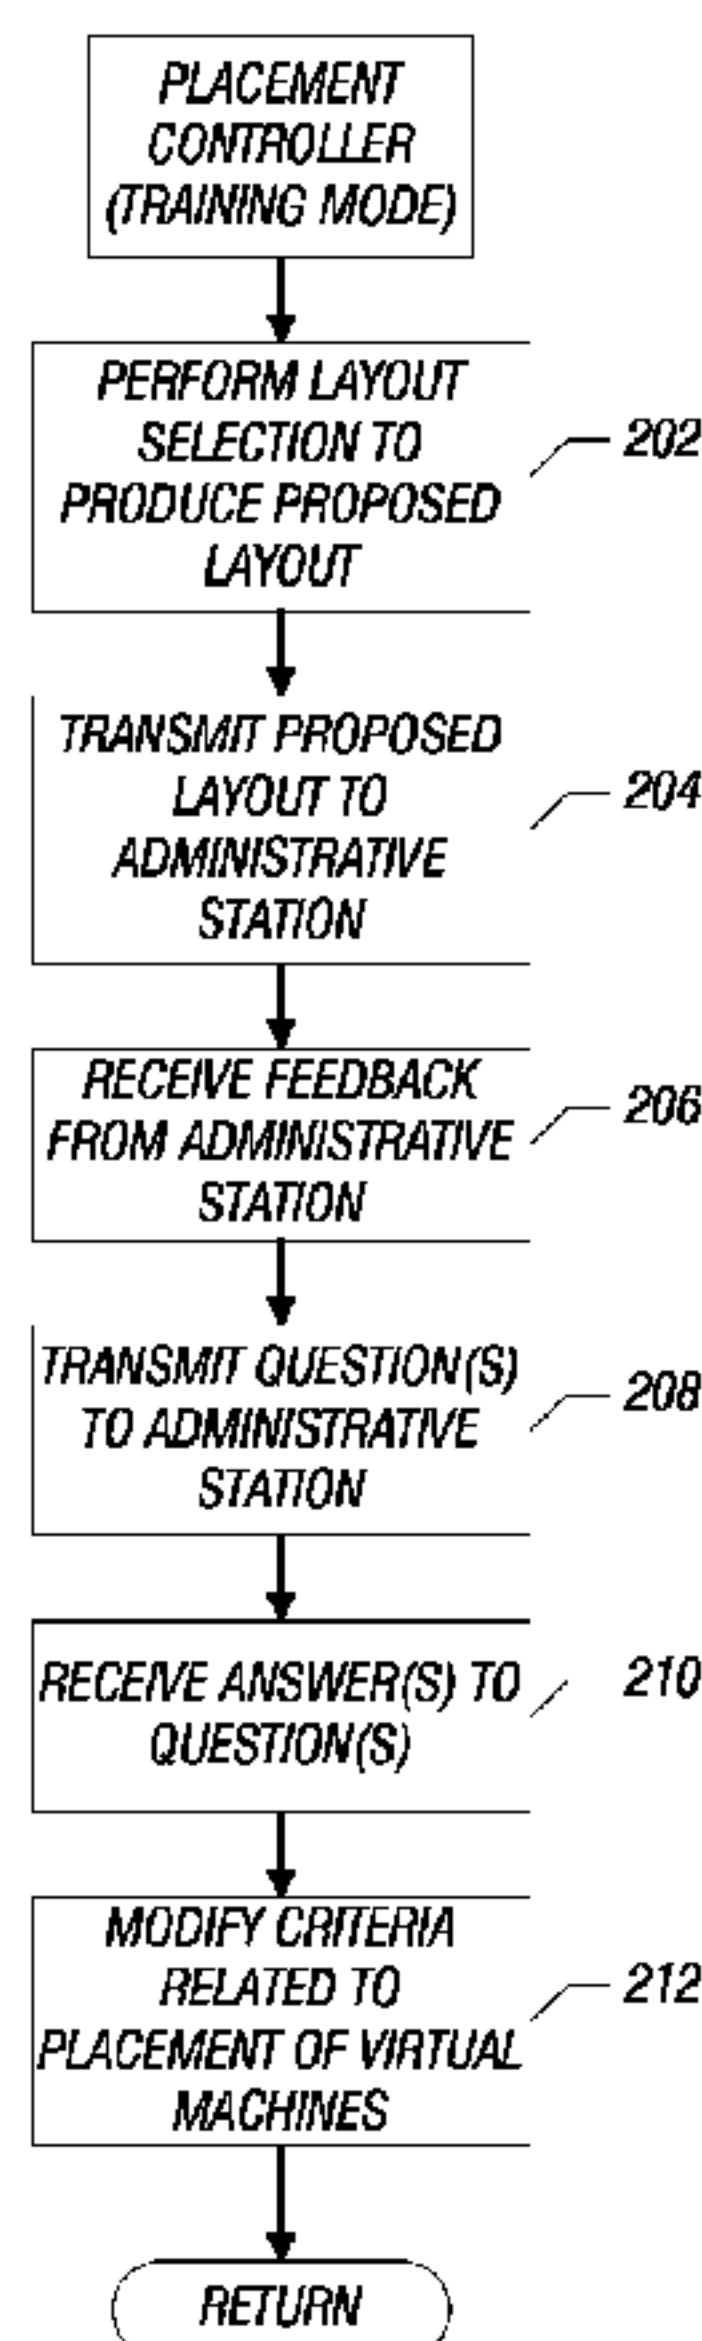 PLACEMENT
CONTROLLER
(TRAINING MODE)
PERFORM LAYOUT
SELECTION TO
PRODUCE PROPOSED
LAYOUT
202
TRANSMIT PROPOSED
LAYOUT TO
ADMINISTRATIVE
STATION
204
RECEIVE FEEDBACK
FROM ADMINISTRATIVE
STATION
206
TRANSMIT QUESTION(S)
TO ADMINISTRATIVE
STATION
208
RECEIVE ANSWER(S) TO
QUESTION(S)
210
MODIFY CRITERIA
RELATED TO
PLACEMENT OF VIRTUAL
MACHINES
212
RETURN